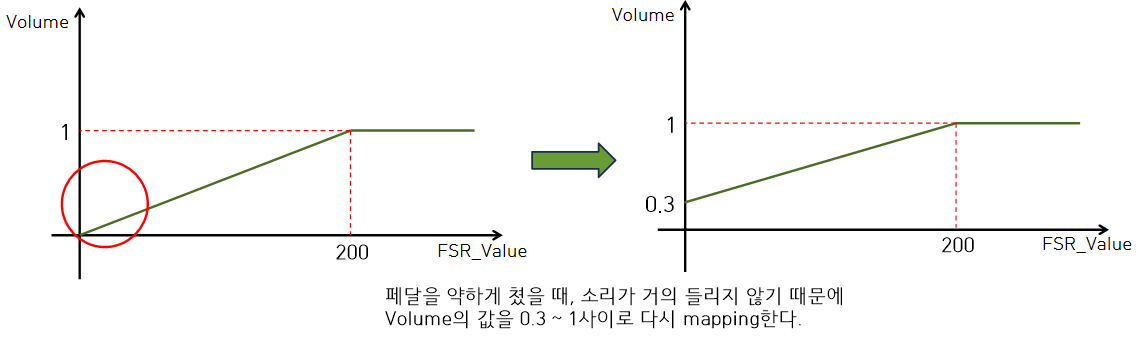 Volume
1
200
FSR_Value
Volume
1
0.3
200
FSR_Value
페달을 약하게 쳤을 때, 소리가 거의 들리지 않기 때문에
Volume의 값을 0.3 ~ 1사이로 다시 mapping한다.